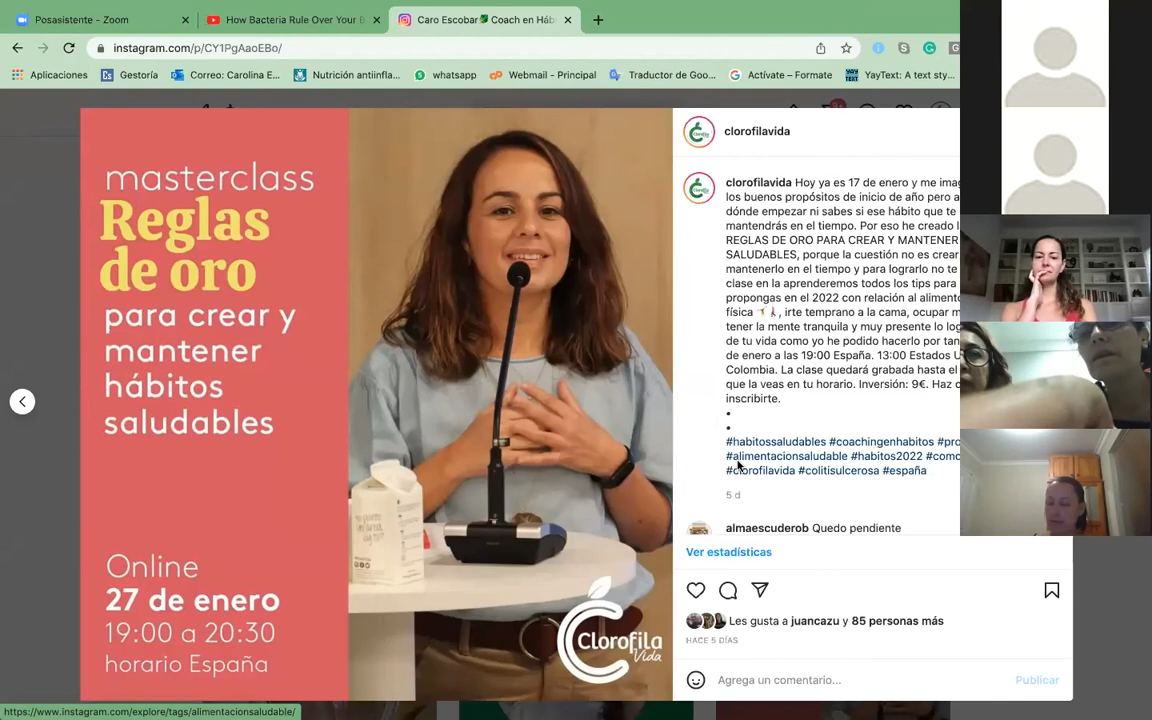 Posasistente - Zoom
How Bacteria Rule Over Your B
Caro Escobar Coach en Háb
instagram.com/p/CY1PgAaoEBo/
Aplicaciones
Gestoría
Correo: Carolina E...
Nutrición antiinfla...
whatsapp
Webmail - Principal
Traductor de Goo...
Actívate – Formate
YayText: A text sty...
masterclass
Reglas
de oro
para crear y
mantener
hábitos
saludables
Online
27 de enero
19:00 a 20:30
horario España
Clorofila
Vida
clorofilavida
clorofilavida Hoy ya es 17 de enero y me imag
los buenos propósitos de inicio de año pero a
dónde empezar ni sabes si ese hábito que te
mantendrás en el tiempo. Por eso he creado l
REGLAS DE ORO PARA CREAR Y MANTENER
SALUDABLES, porque la cuestión no es crear
mantenerlo en el tiempo y para lograrlo no te
clase en la aprenderemos todos los tips para
propongas en el 2022 con relación al alimento
física , irte temprano a la cama, ocupar m
tener la mente tranquila y muy presente lo log
de tu vida como yo he podido hacerlo por tan
de enero a las 19:00 España. 13:00 Estados U
Colombia. La clase quedará grabada hasta el
que la veas en tu horario. Inversión: 9€. Haz c
inscribirte.
•
•
#habitossaludables #coachingenhabitos #pro
#alimentacionsaludable #habitos2022 #como
#clorofilavida #colitisulcerosa #españa
5 d
almaescuderob Quedo pendiente
Ver estadísticas
Les gusta a juancazu y 85 personas más
HACE 5 DÍAS
Agrega un comentario...
Publicar
https://www.instagram.com/explore/tags/alimentacionsaludable/